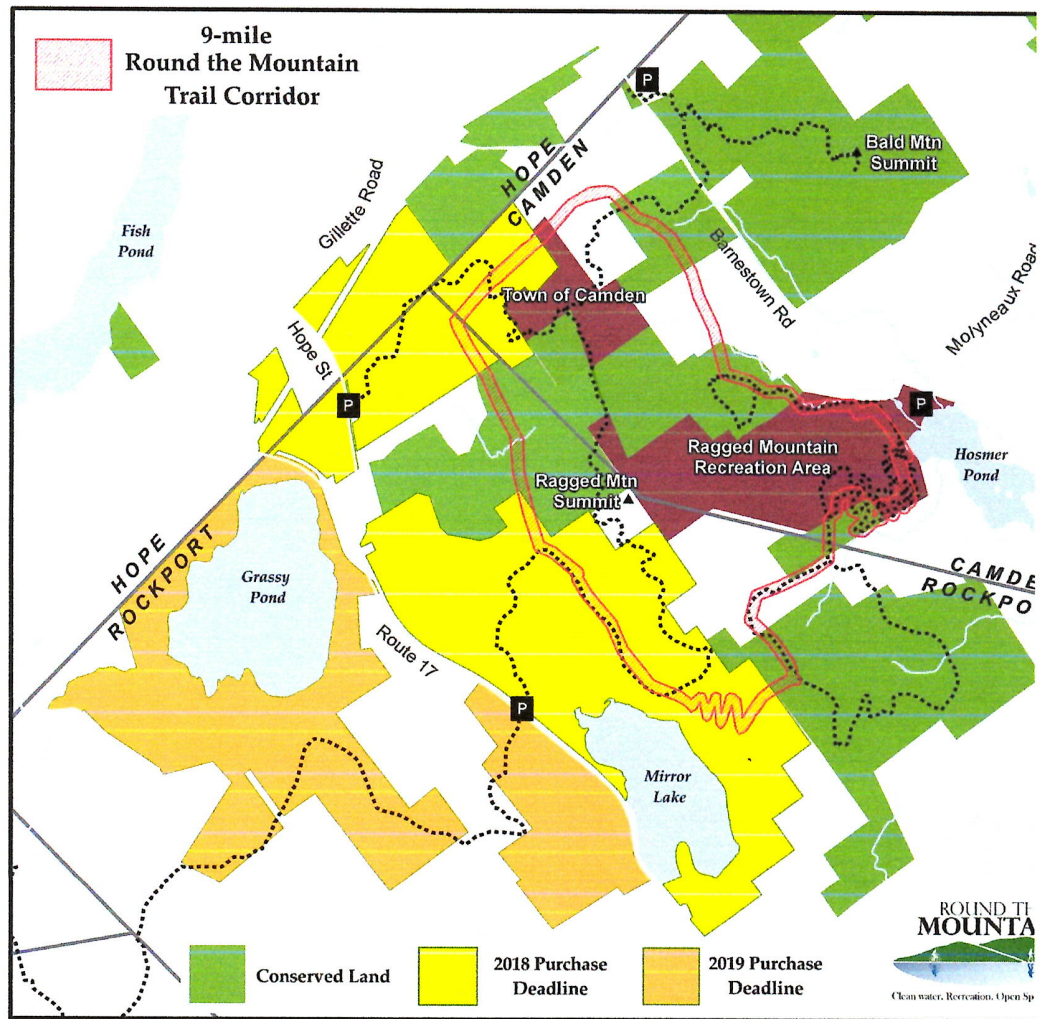 9-mile
Round the Mountain
Trail Corridor
P
HOPE
CAMDEN
Bald Mtn
Summit
Gillette Road
Fish
Pond
Barnestown Rd
Molyneaux Road
Town of Camden
Hope St
P
P
Ragged Mountain
Recreation Area
Hosmer
Pond
Ragged Mtn
Summit
HOPE
ROCKPORT
CAMDE
ROCKPO
Grassy
Pond
Route 17
P
Mirror
Lake
ROUND TH
MOUNTA
Clean water. Recreation. Open Sp
Conserved Land
2018 Purchase
Deadline
2019 Purchase
Deadline